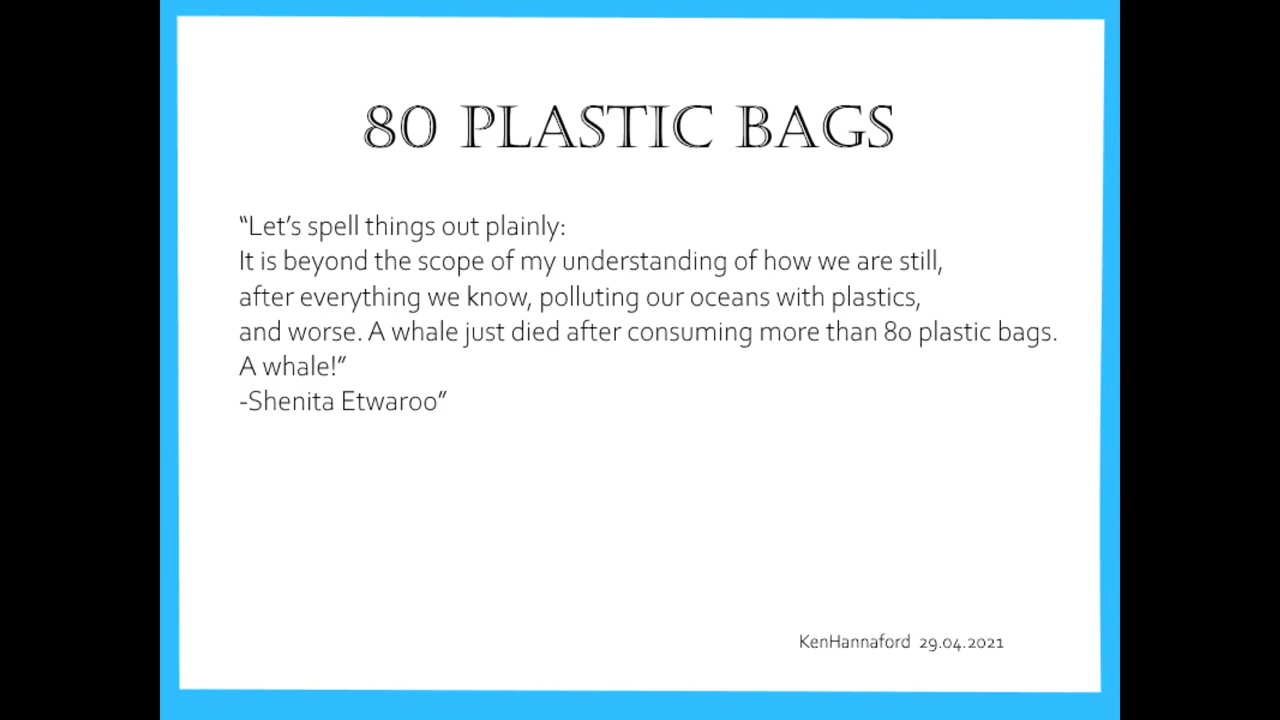 80 PLASTIC BAGS
“Let’s spell things out plainly:
It is beyond the scope of my understanding of how we are still,
after everything we know, polluting our oceans with plastics,
and worse. A whale just died after consuming more than 80 plastic bags.
A whale!”
-Shenita Etwaroo”
KenHannaford 29.04.2021